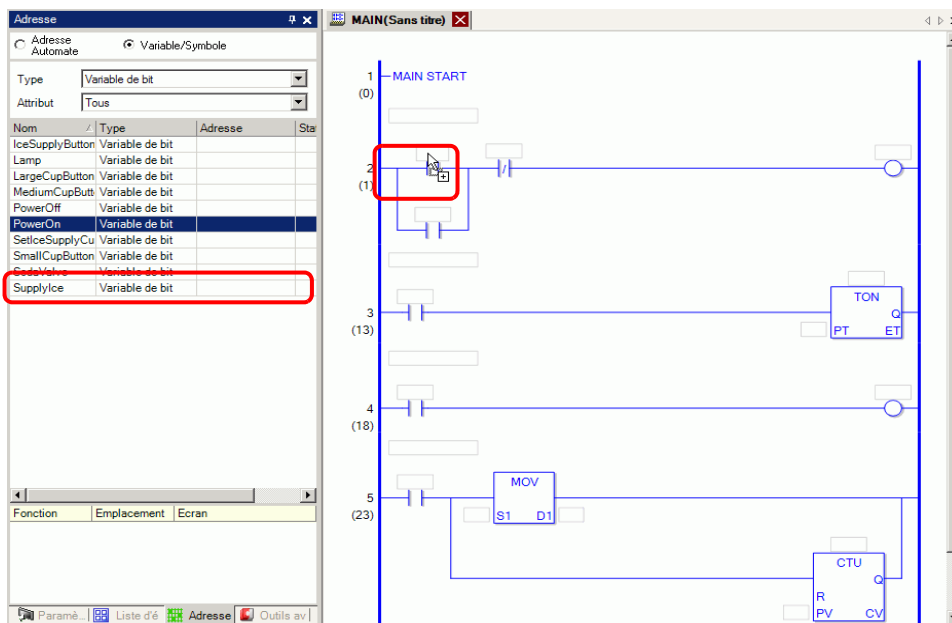 Adresse
Adresse Automate
Variable/Symbole
Type Variable de bit
Attribut Tous
Nom Type Adresse Sta
IceSupplyButton Variable de bit
Lamp Variable de bit
LargeCupButton Variable de bit
MediumCupButt Variable de bit
PowerOff Variable de bit
PowerOn Variable de bit
SetIceSupplyCu Variable de bit
SmallCupButton Variable de bit
SodaValve Variable de bit
SupplyIce Variable de bit
Fonction Emplacement Ecran
Paramè... Liste d'é Adresse Outils av
MAIN(Sans titre)
1 MAIN START
(0)
2
(1)
/
TON
Q
3
(13) PT ET
4
(18)
MOV
5
(23) S1 D1
CTU
Q
R
PV CV